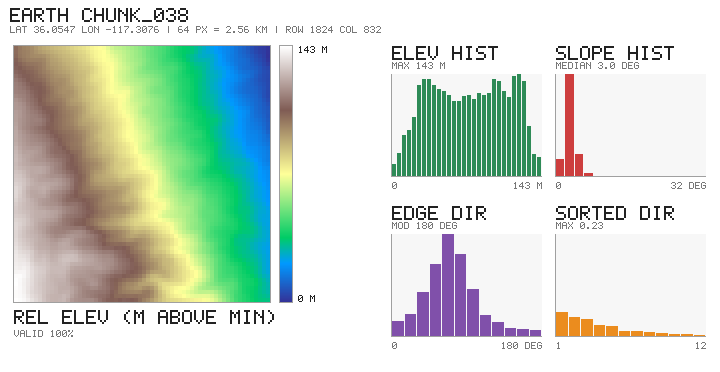 EARTH CHUNK_038
LAT 36.0547 LON -117.3076 | 64 PX = 2.56 KM | ROW 1824 COL 832
143 M
0 M
REL ELEV (M ABOVE MIN)
VALID 100%
ELEV HIST
MAX 143 M
0 143 M
SLOPE HIST
MEDIAN 3.0 DEG
0 32 DEG
EDGE DIR
MOD 180 DEG
0 180 DEG
SORTED DIR
MAX 0.23
1 12